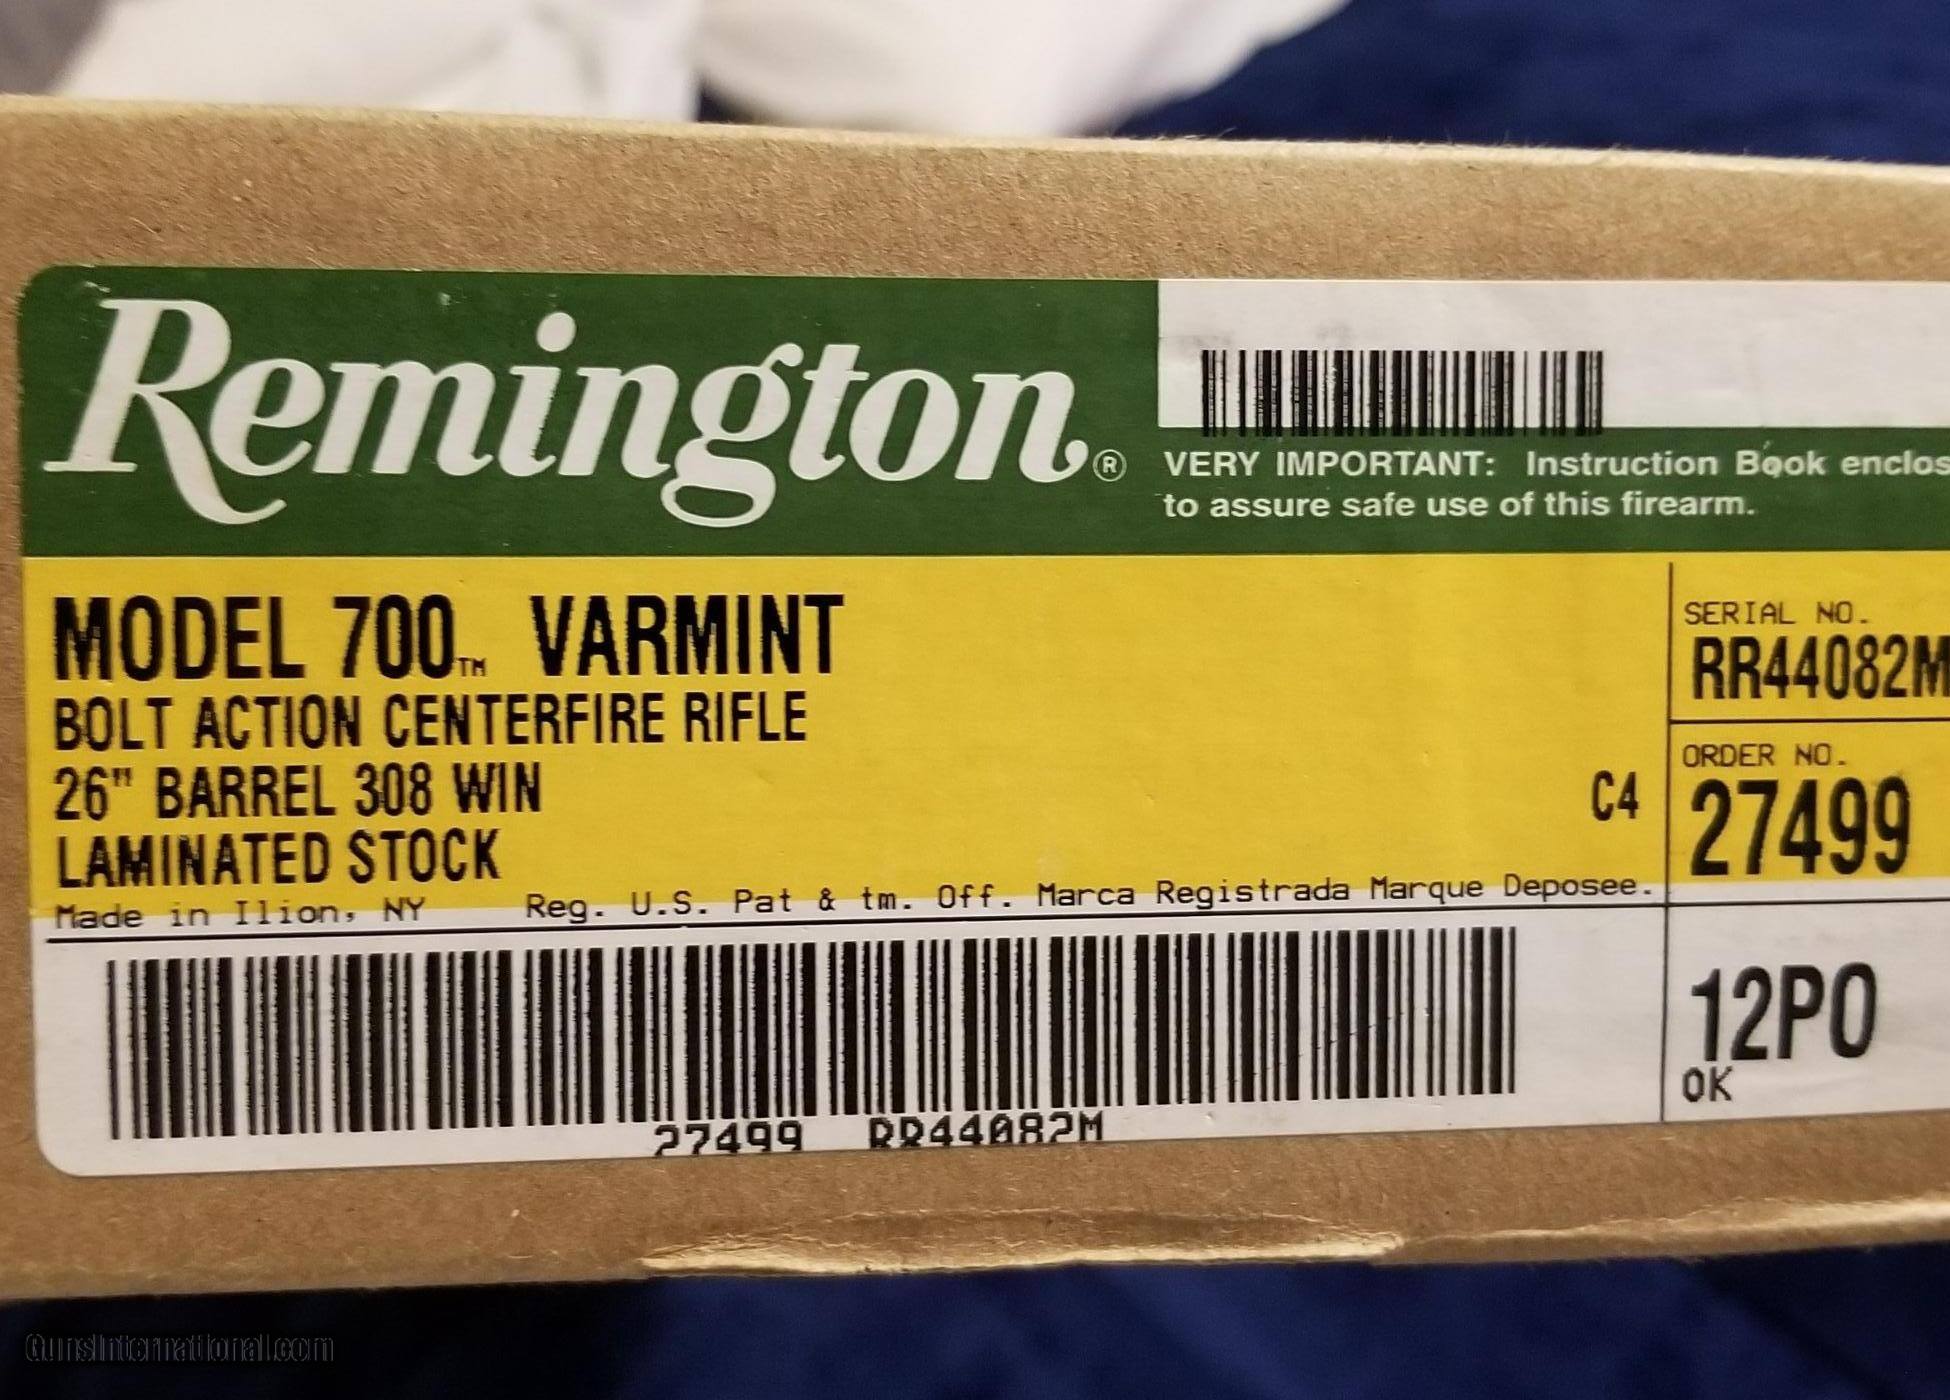 Remington®
VERY IMPORTANT: Instruction Book enclos
to assure safe use of this firearm.
MODEL 700™ VARMINT
BOLT ACTION CENTERFIRE RIFLE
26" BARREL 308 WIN
LAMINATED STOCK
C4
Made in Ilion, NY Reg. U.S. Pat & tm. Off. Marca Registrada Marque Deposee.
SERIAL NO.
RR44082M
ORDER NO.
27499
12PO
OK
27499 RR44082M
GunsInternational.com